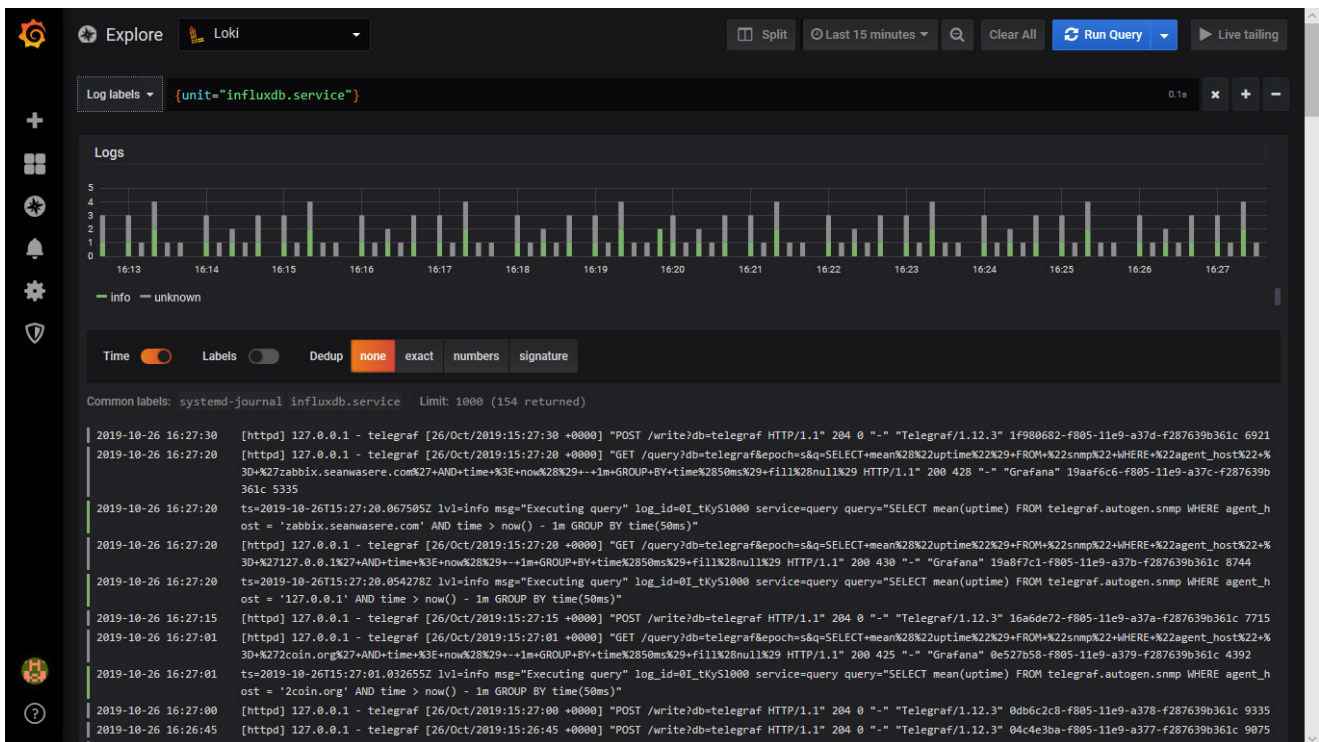 Explore
Loki
Split
Last 15 minutes
Clear All
Run Query
Live tailing
Log labels
{unit="influxdb.service"}
0.1s
Logs
5
4
3
2
1
0
16:13 16:14 16:15 16:16 16:17 16:18 16:19 16:20 16:21 16:22 16:23 16:24 16:25 16:26 16:27
info unknown
Time Labels Dedup none exact numbers signature
Common labels: systemd-journal influxdb.service Limit: 1000 (154 returned)
2019-10-26 16:27:30 [httpd] 127.0.0.1 - telegraf [26/Oct/2019:15:27:30 +0000] "POST /write?db=telegraf HTTP/1.1" 204 0 "-" "Telegraf/1.12.3" 1f980682-f805-11e9-a37d-f287639b361c 6921
2019-10-26 16:27:20 [httpd] 127.0.0.1 - telegraf [26/Oct/2019:15:27:20 +0000] "GET /query?db=telegraf&epoch=s&q=SELECT+mean%28%22uptime%22%29+FROM+%22snmp%22+WHERE+%22agent_host%22+%
3D+%27zabbix.seanwasere.com%27+AND+time+%3E+now%28%29+-+1m+GROUP+BY+time%2850ms%29+fill%28null%29 HTTP/1.1" 200 428 "-" "Grafana" 19aaf6c6-f805-11e9-a37c-f287639b
361c 5335
2019-10-26 16:27:20 ts=2019-10-26T15:27:20.067505Z lvl=info msg="Executing query" log_id=0I_tKySl000 service=query query="SELECT mean(uptime) FROM telegraf.autogen.snmp WHERE agent_h
ost = 'zabbix.seanwasere.com' AND time > now() - 1m GROUP BY time(50ms)"
2019-10-26 16:27:20 [httpd] 127.0.0.1 - telegraf [26/Oct/2019:15:27:20 +0000] "GET /query?db=telegraf&epoch=s&q=SELECT+mean%28%22uptime%22%29+FROM+%22snmp%22+WHERE+%22agent_host%22+%
3D+%27127.0.0.1%27+AND+time+%3E+now%28%29+-+1m+GROUP+BY+time%2850ms%29+fill%28null%29 HTTP/1.1" 200 430 "-" "Grafana" 19a8f7c1-f805-11e9-a37b-f287639b361c 8744
2019-10-26 16:27:20 ts=2019-10-26T15:27:20.054278Z lvl=info msg="Executing query" log_id=0I_tKySl000 service=query query="SELECT mean(uptime) FROM telegraf.autogen.snmp WHERE agent_h
ost = '127.0.0.1' AND time > now() - 1m GROUP BY time(50ms)"
2019-10-26 16:27:15 [httpd] 127.0.0.1 - telegraf [26/Oct/2019:15:27:15 +0000] "POST /write?db=telegraf HTTP/1.1" 204 0 "-" "Telegraf/1.12.3" 16a6de72-f805-11e9-a37a-f287639b361c 7715
2019-10-26 16:27:01 [httpd] 127.0.0.1 - telegraf [26/Oct/2019:15:27:01 +0000] "GET /query?db=telegraf&epoch=s&q=SELECT+mean%28%22uptime%22%29+FROM+%22snmp%22+WHERE+%22agent_host%22+%
3D+%272coin.org%27+AND+time+%3E+now%28%29+-+1m+GROUP+BY+time%2850ms%29+fill%28null%29 HTTP/1.1" 200 425 "-" "Grafana" 0e527b58-f805-11e9-a379-f287639b361c 4392
2019-10-26 16:27:01 ts=2019-10-26T15:27:01.032655Z lvl=info msg="Executing query" log_id=0I_tKySl000 service=query query="SELECT mean(uptime) FROM telegraf.autogen.snmp WHERE agent_h
ost = '2coin.org' AND time > now() - 1m GROUP BY time(50ms)"
2019-10-26 16:27:00 [httpd] 127.0.0.1 - telegraf [26/Oct/2019:15:27:00 +0000] "POST /write?db=telegraf HTTP/1.1" 204 0 "-" "Telegraf/1.12.3" 0db6c2c8-f805-11e9-a378-f287639b361c 9335
2019-10-26 16:26:45 [httpd] 127.0.0.1 - telegraf [26/Oct/2019:15:26:45 +0000] "POST /write?db=telegraf HTTP/1.1" 204 0 "-" "Telegraf/1.12.3" 04c4e3ba-f805-11e9-a377-f287639b361c 9075